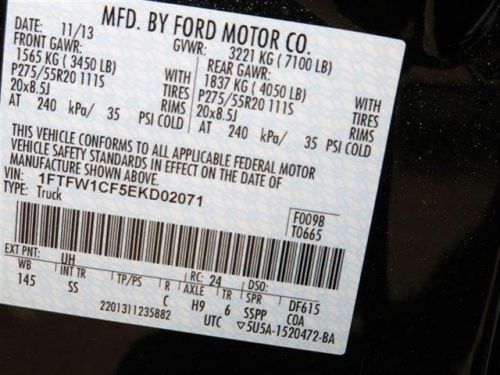 MFD. BY FORD MOTOR CO.
DATE: 11/13 GVWR: 3221 KG ( 7100 LB)
FRONT GAWR: REAR GAWR:
1565 KG ( 3450 LB) 1837 KG ( 4050 LB)
P275/55R20 111S TIRES P275/55R20 111S TIRES
20x8.5J RIMS 20x8.5J RIMS
AT 240 kPa/ 35 PSI COLD AT 240 kPa/ 35 PSI COLD
THIS VEHICLE CONFORMS TO ALL APPLICABLE FEDERAL MOTOR
VEHICLE SAFETY STANDARDS IN EFFECT ON THE DATE OF
MANUFACTURE SHOWN ABOVE.
VIN: 1FTFW1CF5EKD02071
TYPE: Truck
F0098
T0665
EXT PNT: UH RC: 24 DSO:
WB INT TR TP/PS R AXLE TR SPR DF615
145 SS C H9 6 SSPP COA
2201311235882 UTC 5U5A-1520472-BA